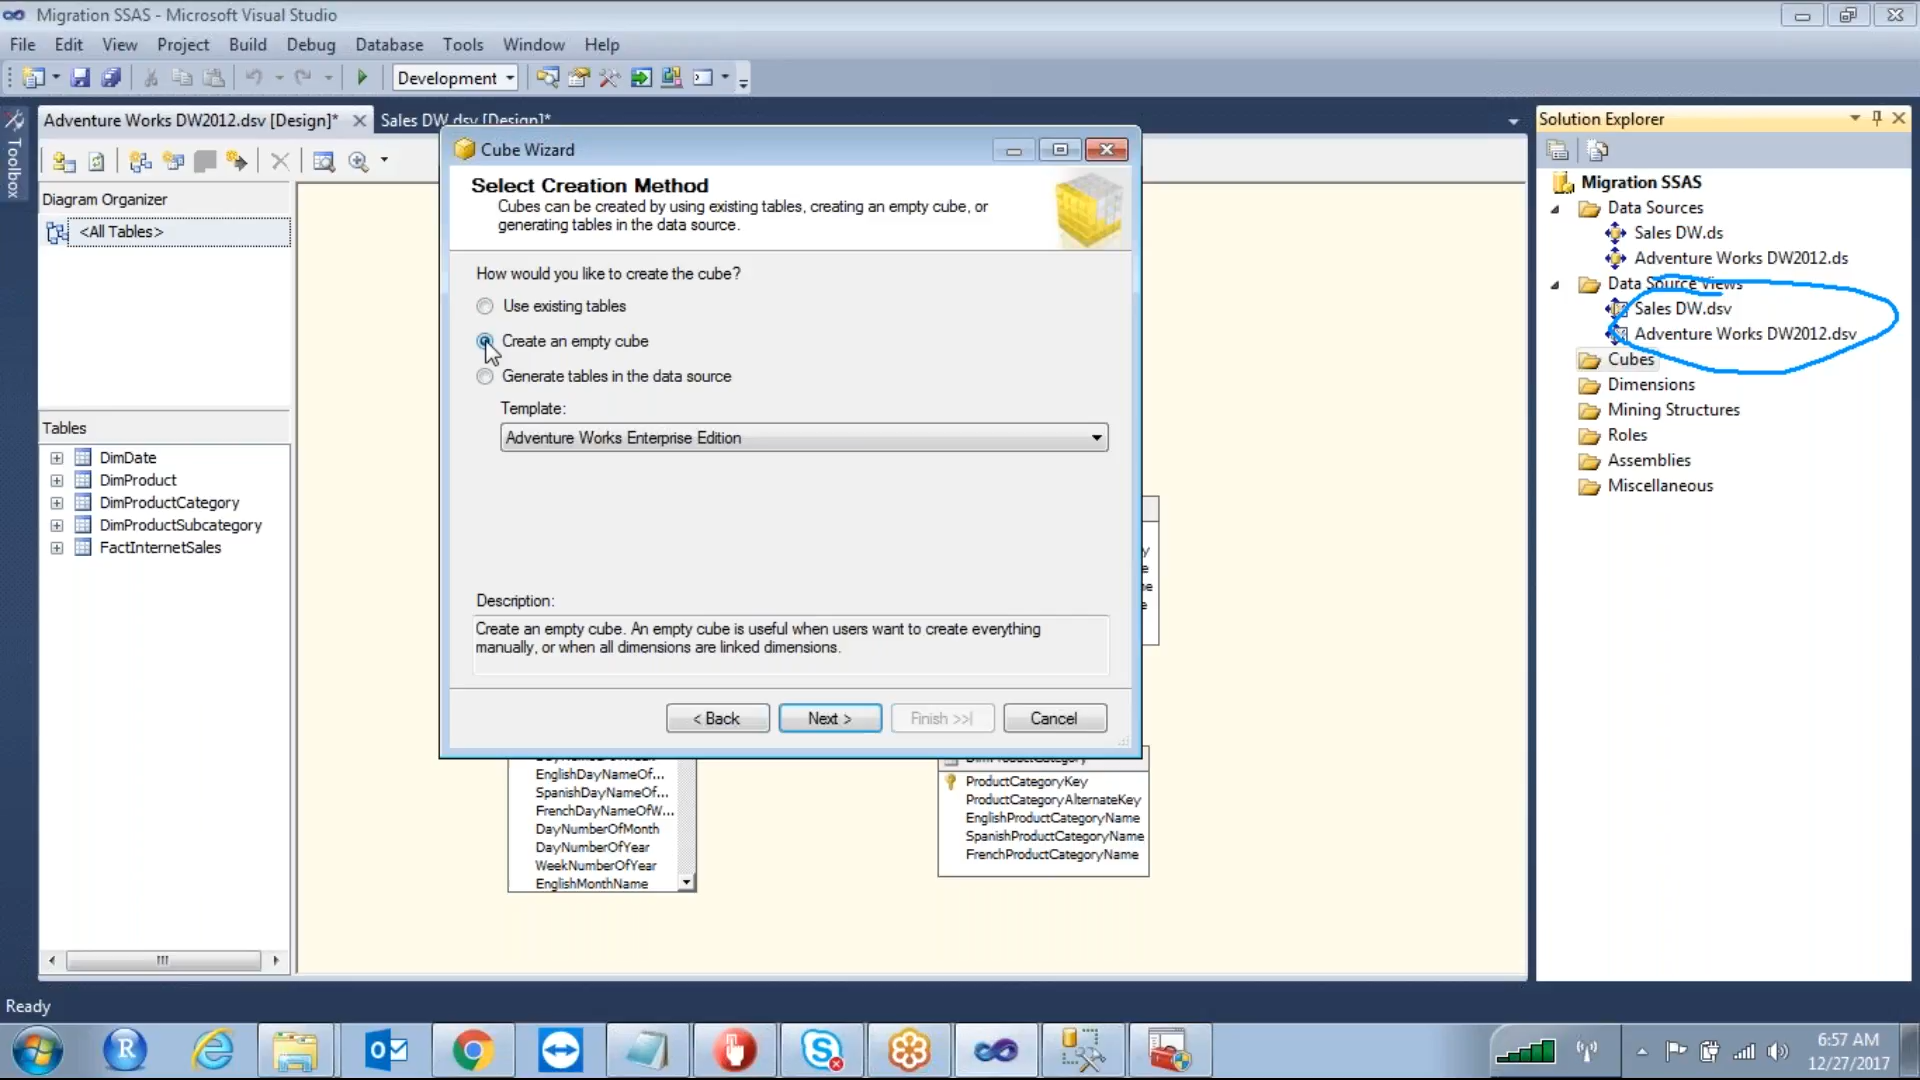 Migration SSAS - Microsoft Visual Studio
File Edit View Project Build Debug Database Tools Window Help
Development
Adventure Works DW2012.dsv [Design]* Sales DW.dsv [Design]*
Toolbox
Diagram Organizer
<All Tables>
Tables
DimDate
DimProduct
DimProductCategory
DimProductSubcategory
FactInternetSales
Cube Wizard
Select Creation Method
Cubes can be created by using existing tables, creating an empty cube, or
generating tables in the data source.
How would you like to create the cube?
Use existing tables
Create an empty cube
Generate tables in the data source
Template:
Adventure Works Enterprise Edition
Description:
Create an empty cube. An empty cube is useful when users want to create everything
manually, or when all dimensions are linked dimensions.
< Back Next > Finish >>| Cancel
EnglishDayNameOf...
SpanishDayNameOf...
FrenchDayNameOfW...
DayNumberOfMonth
DayNumberOfYear
WeekNumberOfYear
EnglishMonthName
DimProductCategory
ProductCategoryKey
ProductCategoryAlternateKey
EnglishProductCategoryName
SpanishProductCategoryName
FrenchProductCategoryName
Solution Explorer
Migration SSAS
Data Sources
Sales DW.ds
Adventure Works DW2012.ds
Data Source Views
Sales DW.dsv
Adventure Works DW2012.dsv
Cubes
Dimensions
Mining Structures
Roles
Assemblies
Miscellaneous
Ready
6:57 AM
12/27/2017